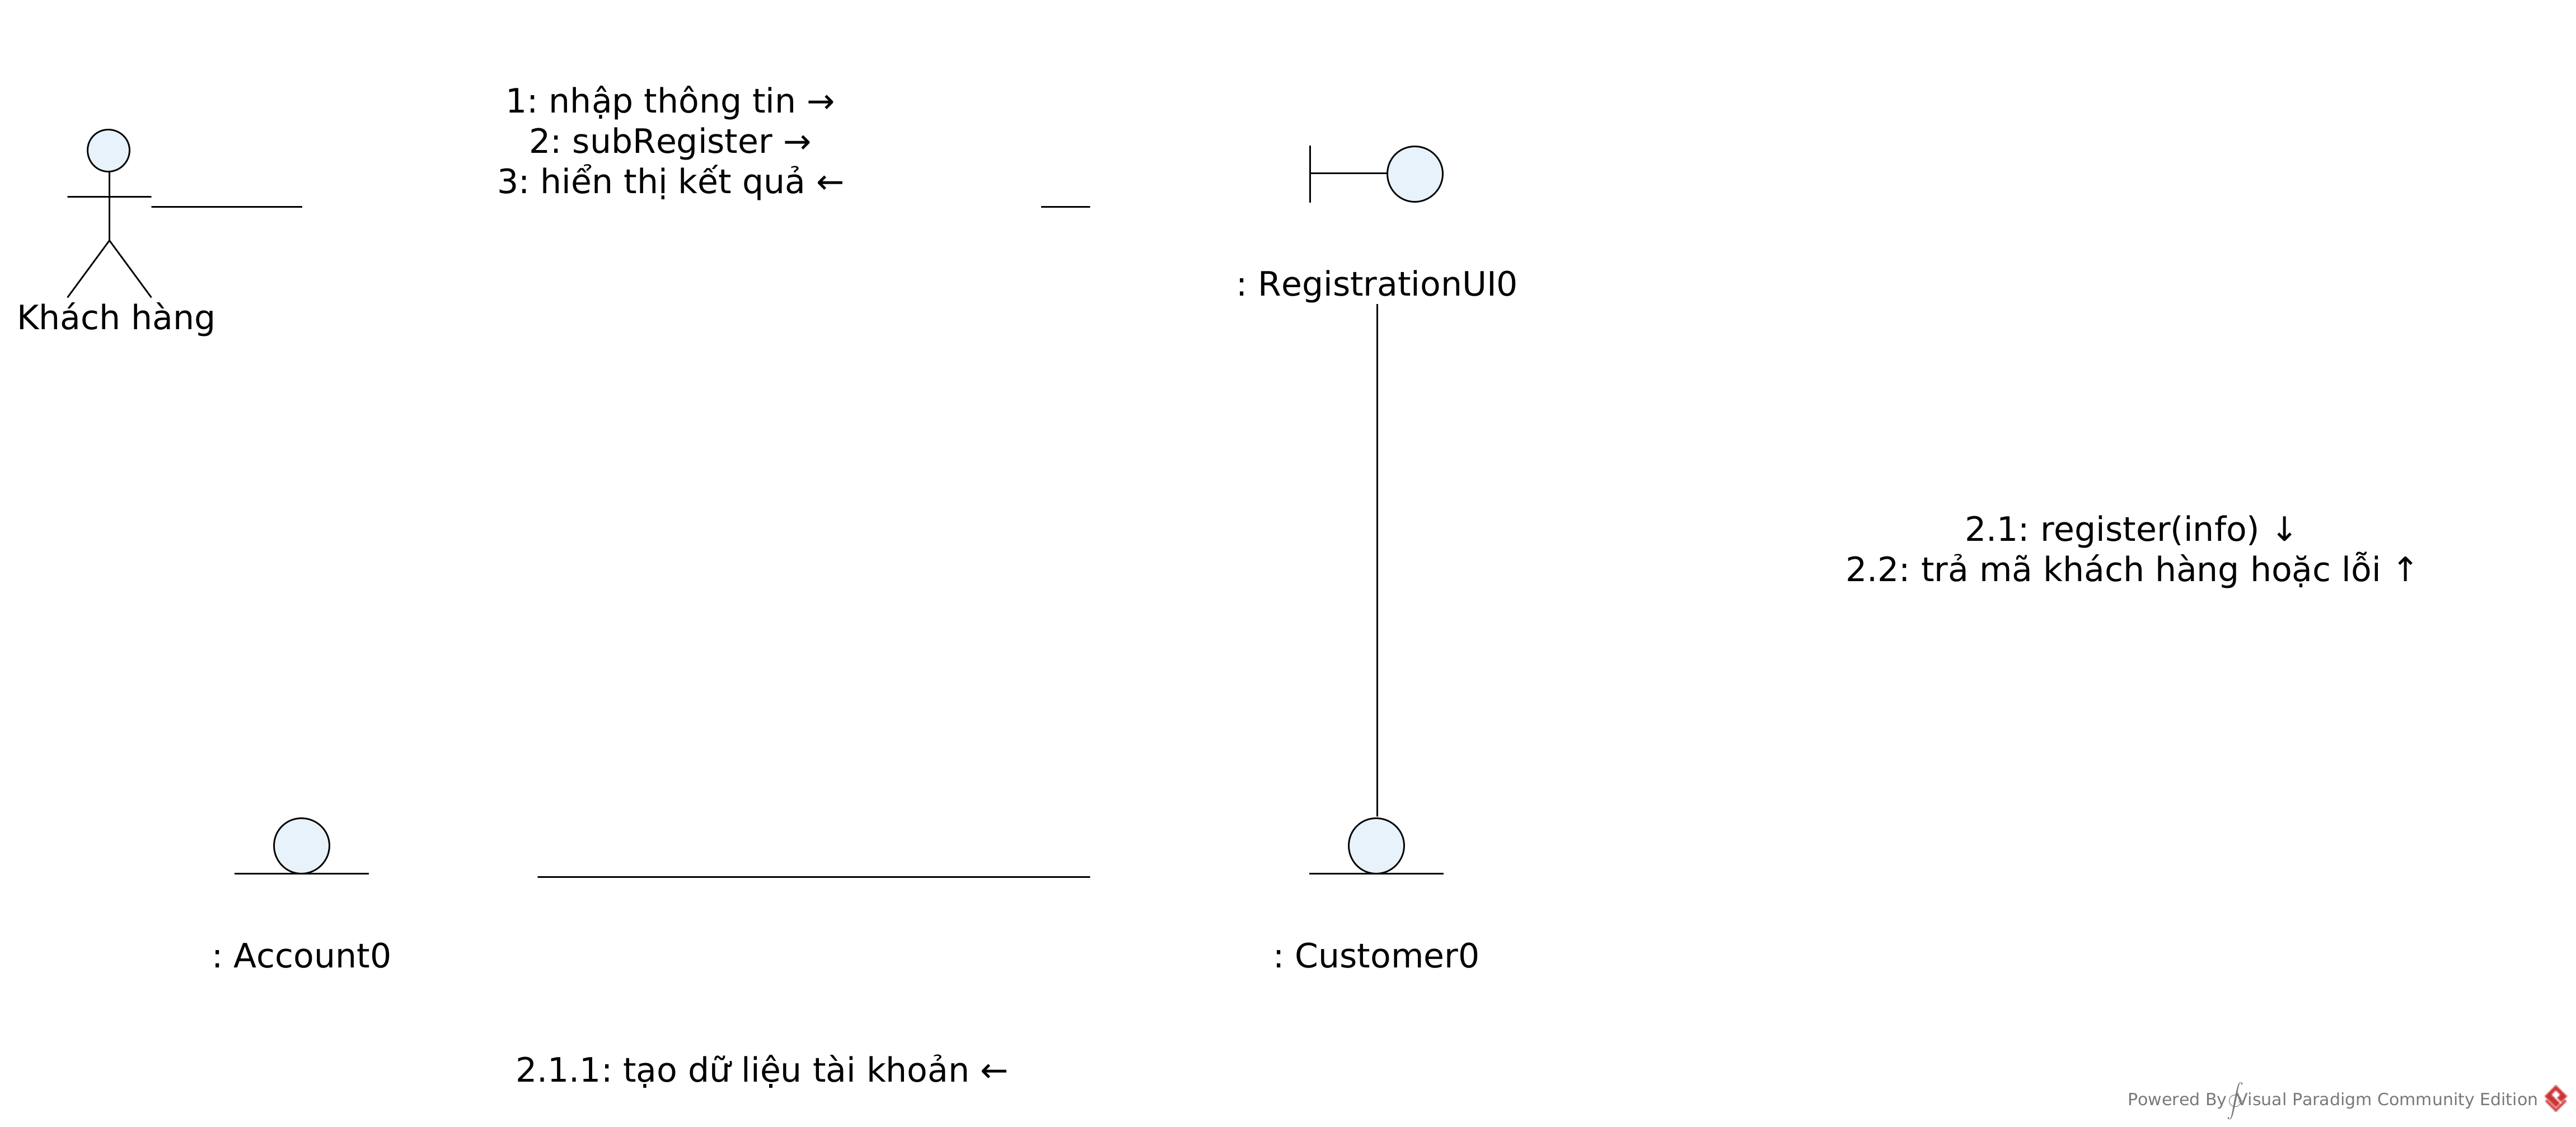 1: nhập thông tin →
2: subRegister →
3: hiển thị kết quả ←
: RegistrationUI0
Khách hàng
2.1: register(info) ↓
2.2: trả mã khách hàng hoặc lỗi ↑
: Account0
: Customer0
2.1.1: tạo dữ liệu tài khoản ←
Powered By Visual Paradigm Community Edition